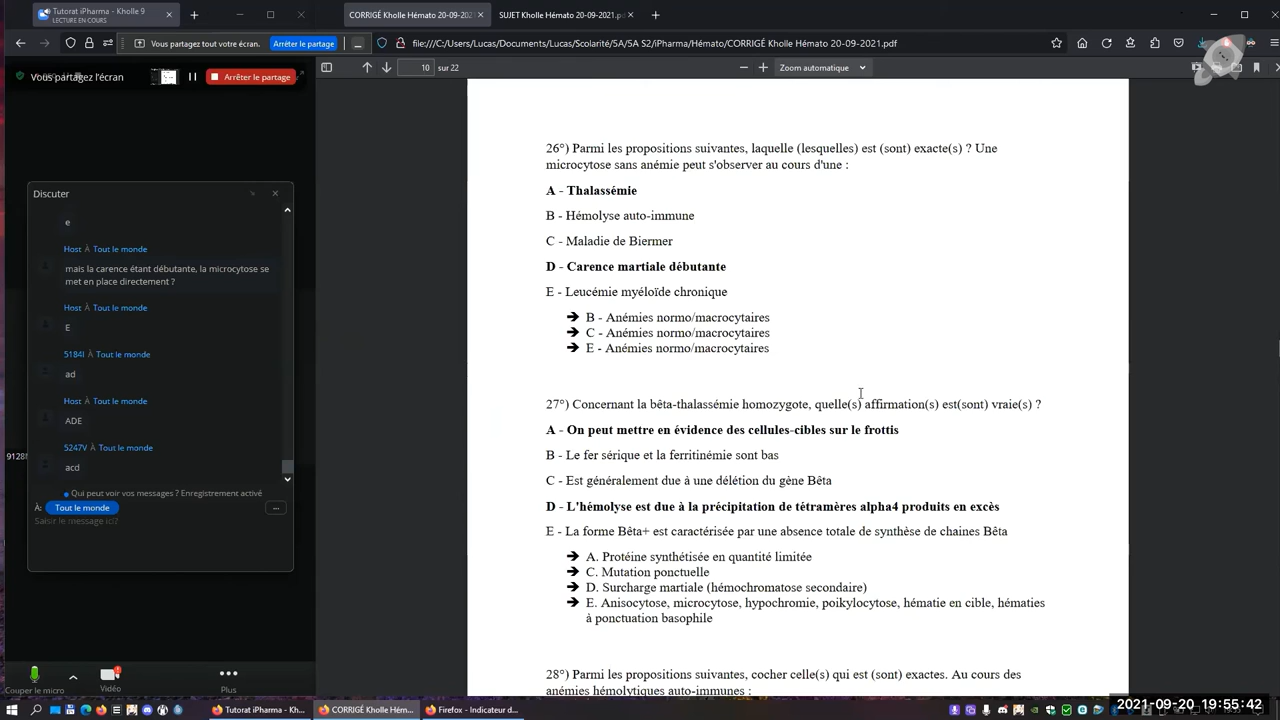 Tutorat iPharma - Kholle 9
LECTURE EN COURS
CORRIGÉ Kholle Hémato 20-09-2021
SUJET Kholle Hémato 20-09-2021.pd
Vous partagez tout écran.
Arrêter le partage
...
file:///C:/Users/Lucas/Documents/Lucas/Scolarité/5A/5A S2/iPharma/Hémato/CORRIGÉ Kholle Hémato 20-09-2021.pdf
Vous partagez l'écran
Arrêter le partage
10 sur 22
Zoom automatique
Discuter
e
Host À Tout le monde
mais la carence étant débutante, la microcytose se
met en place directement ?
Host À Tout le monde
E
5184I À Tout le monde
ad
Host À Tout le monde
ADE
5247V À Tout le monde
acd
Qui peut voir vos messages ? Enregistrement activé
À: Tout le monde
...
Saisir le message ici?
Couper le micro
Vidéo
Plus
26°) Parmi les propositions suivantes, laquelle (lesquelles) est (sont) exacte(s) ? Une
microcytose sans anémie peut s'observer au cours d'une :
A - Thalassémie
B - Hémolyse auto-immune
C - Maladie de Biermer
D - Carence martiale débutante
E - Leucémie myéloïde chronique
➔ B - Anémies normo/macrocytaires
➔ C - Anémies normo/macrocytaires
➔ E - Anémies normo/macrocytaires
27°) Concernant la bêta-thalassémie homozygote, quelle(s) affirmation(s) est(sont) vraie(s) ?
A - On peut mettre en évidence des cellules-cibles sur le frottis
B - Le fer sérique et la ferritinémie sont bas
C - Est généralement due à une délétion du gène Bêta
D - L'hémolyse est due à la précipitation de tétramères alpha4 produits en excès
E - La forme Bêta+ est caractérisée par une absence totale de synthèse de chaines Bêta
➔ A. Protéine synthétisée en quantité limitée
➔ C. Mutation ponctuelle
➔ D. Surcharge martiale (hémochromatose secondaire)
➔ E. Anisocytose, microcytose, hypochromie, poikylocytose, hématie en cible, hématies
à ponctuation basophile
28°) Parmi les propositions suivantes, cocher celle(s) qui est (sont) exactes. Au cours des
anémies hémolytiques auto-immunes :
Tutorat iPharma - Kh...
CORRIGÉ Kholle Hém...
Firefox - Indicateur d...
2021-09-20 19:55:42